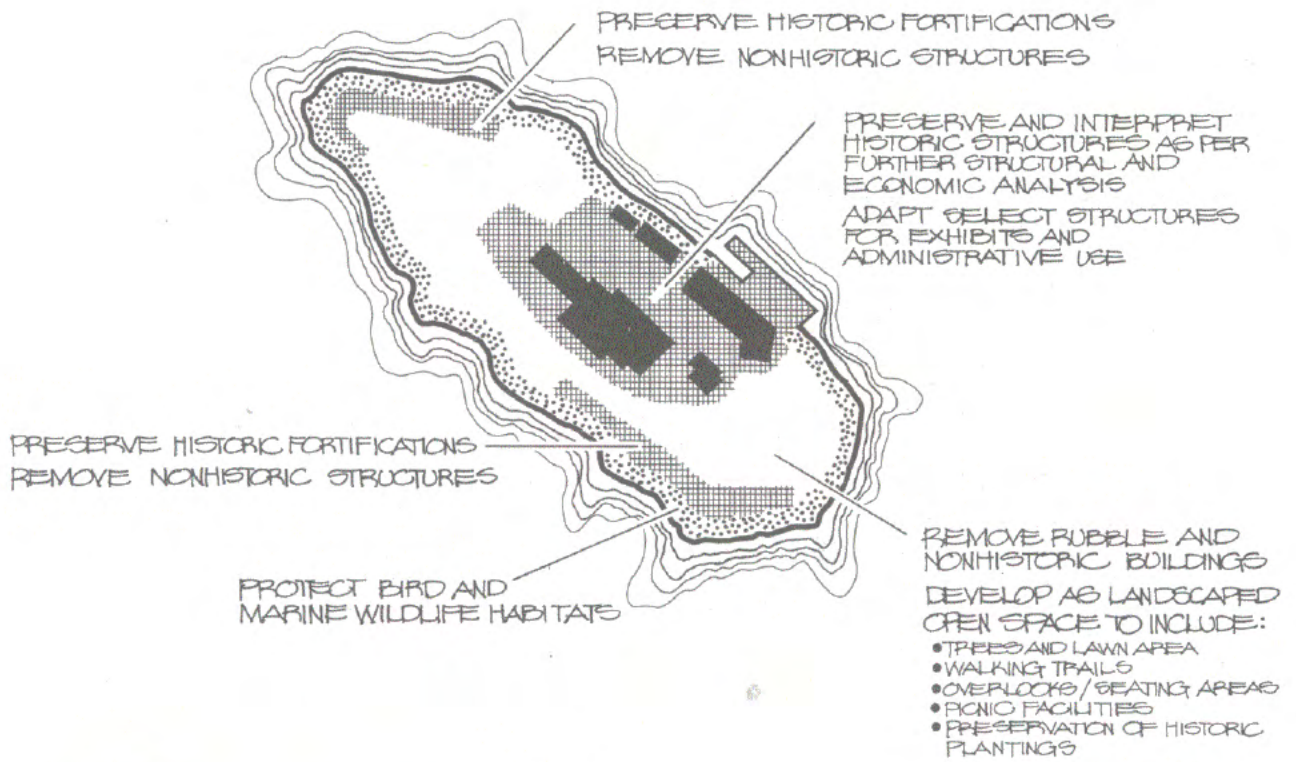 PRESERVE HISTORIC FORTIFICATIONS
REMOVE NONHISTORIC STRUCTURES
PRESERVE AND INTERPRET
HISTORIC STRUCTURES AS PER
FURTHER STRUCTURAL AND
ECONOMIC ANALYSIS
ADAPT SELECT STRUCTURES
FOR EXHIBITS AND
ADMINISTRATIVE USE
PRESERVE HISTORIC FORTIFICATIONS
REMOVE NONHISTORIC STRUCTURES
PROTECT BIRD AND
MARINE WILDLIFE HABITATS
REMOVE RUBBLE AND
NONHISTORIC BUILDINGS
DEVELOP AS LANDSCAPED
OPEN SPACE TO INCLUDE:
• TREES AND LAWN AREA
• WALKING TRAILS
• OVERLOOKS/SEATING AREAS
• PICNIC FACILITIES
• PRESERVATION OF HISTORIC
PLANTINGS